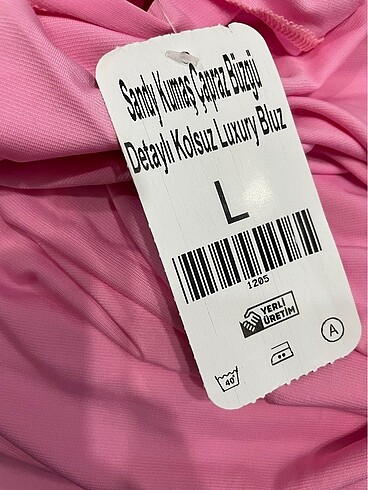 Sandy Kumaş Çapraz Büzgü
Detaylı Kolsuz Luxury Bluz
L
1205
YERLİ
ÜRETİM
40
A